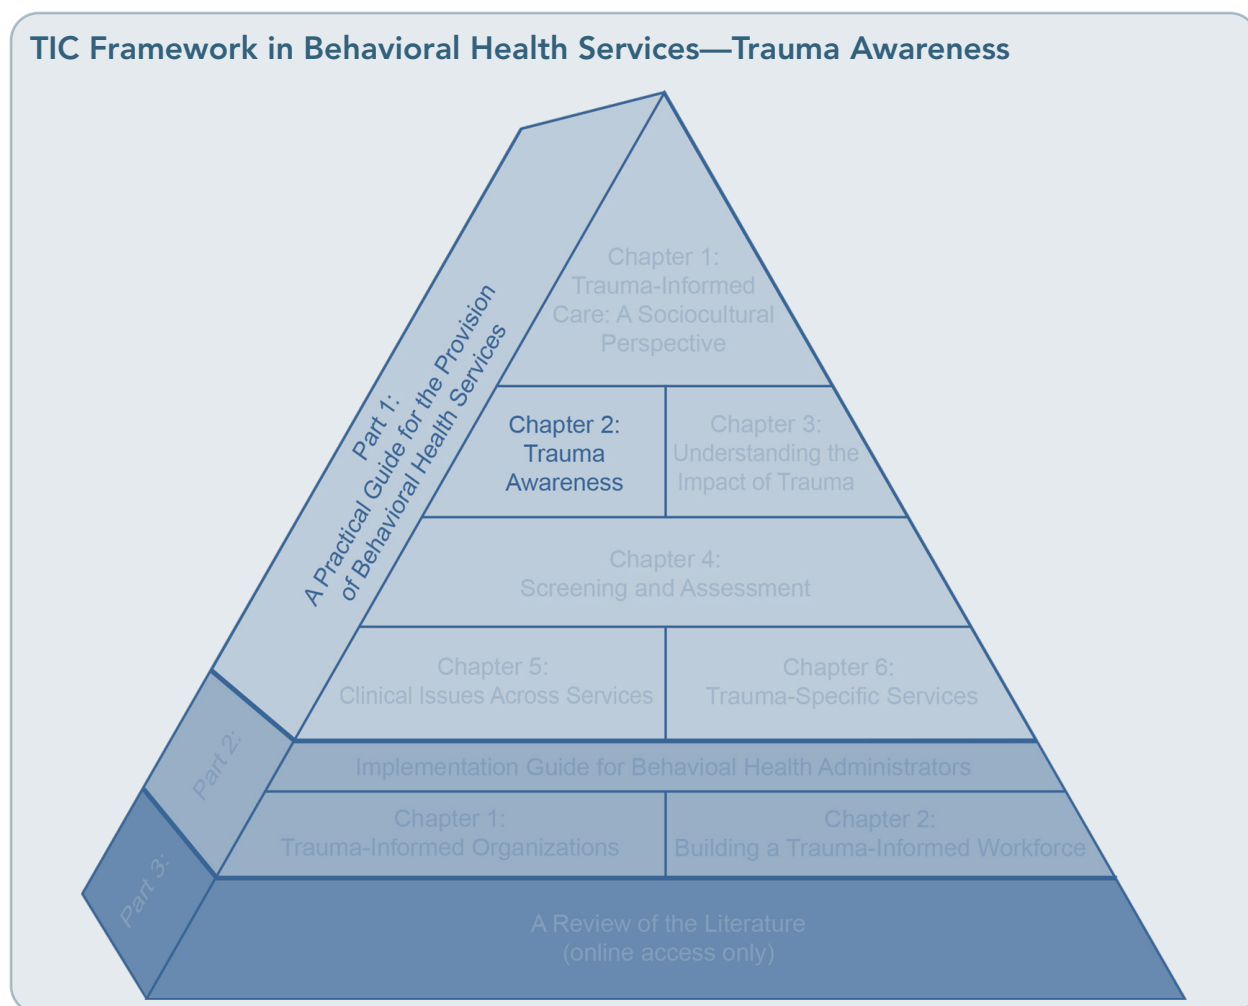 TIC Framework in Behavioral Health Services—Trauma Awareness
Part 1:
A Practical Guide for the Provision
of Behavioral Health Services
Chapter 1:
Trauma-Informed
Care: A Sociocultural
Perspective
Chapter 2:
Trauma
Awareness
Chapter 3:
Understanding the
Impact of Trauma
Chapter 4:
Screening and Assessment
Chapter 5:
Clinical Issues Across Services
Chapter 6:
Trauma-Specific Services
Part 2:
Implementation Guide for Behavioal Health Administrators
Chapter 1:
Trauma-Informed Organizations
Chapter 2:
Building a Trauma-Informed Workforce
Part 3:
A Review of the Literature
(online access only)